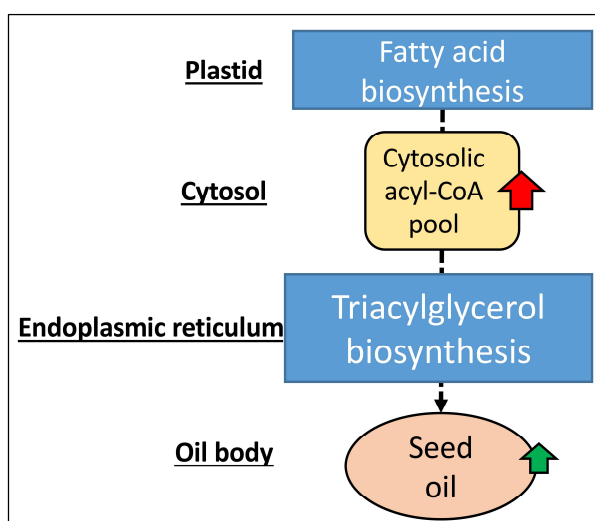 Plastid
Fatty acid
biosynthesis
Cytosol
Cytosolic
acyl-CoA
pool
Endoplasmic reticulum
Triacylglycerol
biosynthesis
Oil body
Seed
oil